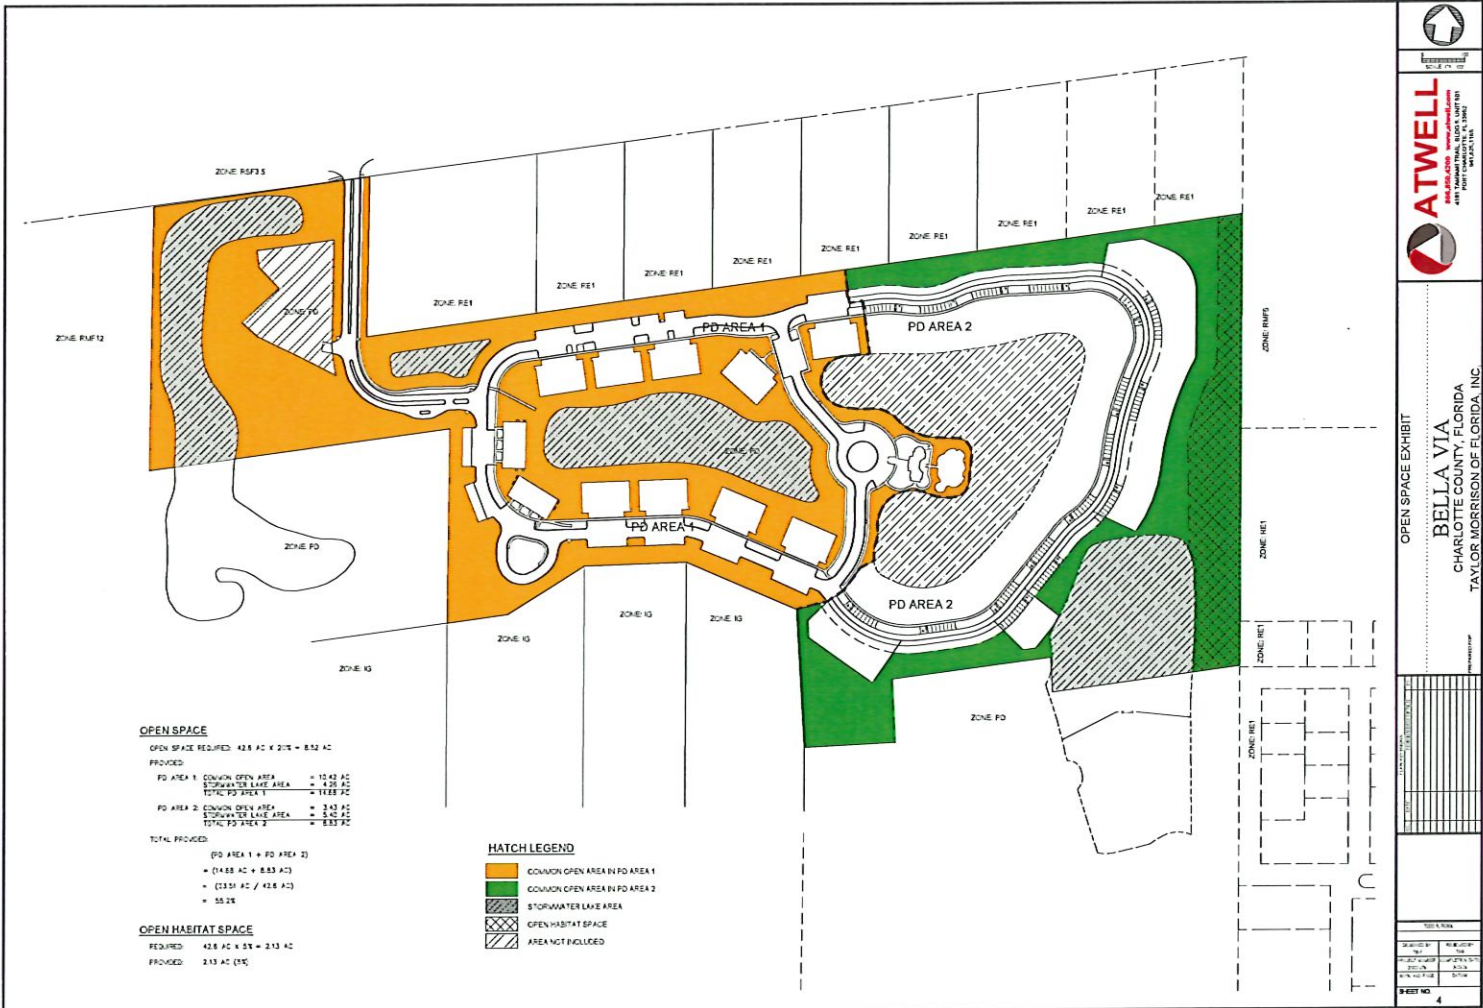 ZONE: RSF3.5
ZONE: RMF12
ZONE: PD
ZONE: RE1
ZONE: RE1
ZONE: RE1
ZONE: RE1
ZONE: RE1
ZONE: RE1
ZONE: RE1
ZONE: RE1
ZONE: RE1
PD AREA 1
PD AREA 2
ZONE: RMF5
ZONE: PD
PD AREA 1
ZONE: PD
PD AREA 2
ZONE: IG
ZONE: IG
ZONE: IG
ZONE: RE1
ZONE: PD
ZONE: RE1
OPEN SPACE
OPEN SPACE REQUIRED: 42.6 AC X 20% = 8.52 AC
PROVIDED:
PD AREA 1: COMMON OPEN AREA = 10.42 AC
STORMWATER LAKE AREA = 4.26 AC
TOTAL PD AREA 1 = 14.68 AC
PD AREA 2: COMMON OPEN AREA = 3.43 AC
STORMWATER LAKE AREA = 5.40 AC
TOTAL PD AREA 2 = 8.83 AC
TOTAL PROVIDED:
(PD AREA 1 + PD AREA 2)
= (14.68 AC + 8.83 AC)
= (23.51 AC / 42.6 AC)
= 55.2%
OPEN HABITAT SPACE
REQUIRED: 42.6 AC X 5% = 2.13 AC
PROVIDED: 2.13 AC (5%)
HATCH LEGEND
COMMON OPEN AREA IN PD AREA 1
COMMON OPEN AREA IN PD AREA 2
STORMWATER LAKE AREA
OPEN HABITAT SPACE
AREA NOT INCLUDED
ATWELL
866.850.4200 www.atwell.com
OPEN SPACE EXHIBIT
BELLA VIA
CHARLOTTE COUNTY, FLORIDA
TAYLOR MORRISON OF FLORIDA, INC.
PREPARED FOR
SHEET NO.
4